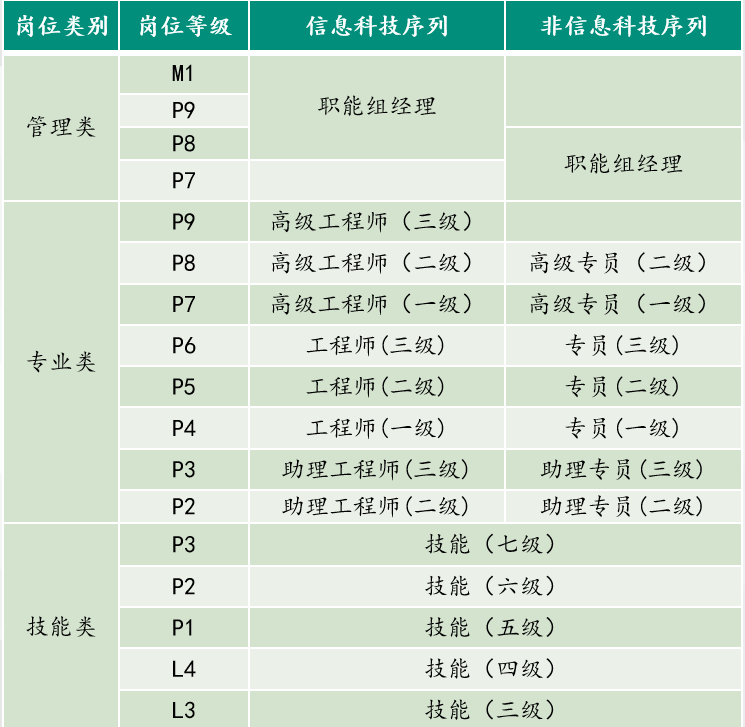 岗位类别 岗位等级 信息科技序列 非信息科技序列
管理类 M1 职能组经理
P9
P8 职能组经理
P7
专业类 P9 高级工程师（三级）
P8 高级工程师（二级） 高级专员（二级）
P7 高级工程师（一级） 高级专员（一级）
P6 工程师(三级) 专员(三级)
P5 工程师(二级) 专员(二级)
P4 工程师(一级) 专员(一级)
P3 助理工程师(三级) 助理专员(三级)
P2 助理工程师(二级) 助理专员(二级)
技能类 P3 技能（七级）
P2 技能（六级）
P1 技能（五级）
L4 技能（四级）
L3 技能（三级）